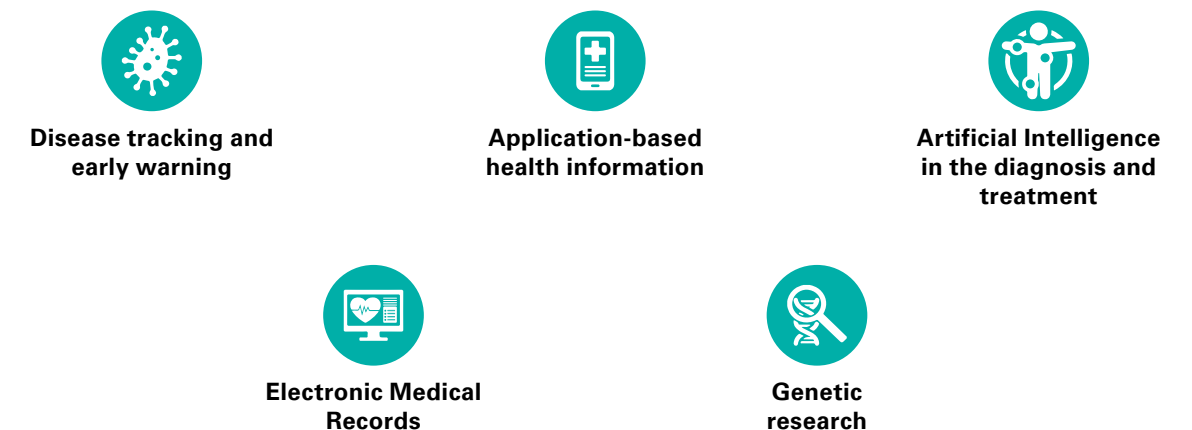 Disease tracking and
early warning
Application-based
health information
Artificial Intelligence
in the diagnosis and
treatment
Electronic Medical
Records
Genetic
research